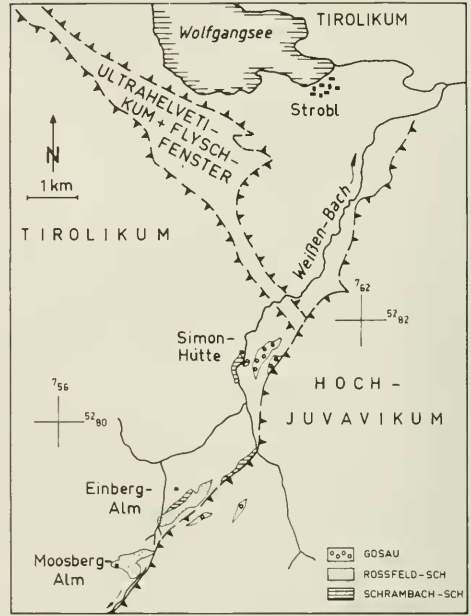 TIROLIKUM
Wolfgangsee
Strobl
ULTRAHELVETI-
KUM + FLYSCH-
FENSTER
N
1 km
Weißen-Bach
TIROLIKUM
7 62
52 82
Simon-
Hütte
HOCH-
JUVAVIKUM
7 56
52 80
Einberg-
Alm
Moosberg-
Alm
GOSAU
ROSSFELD-SCH
SCHRAMBACH-SCH